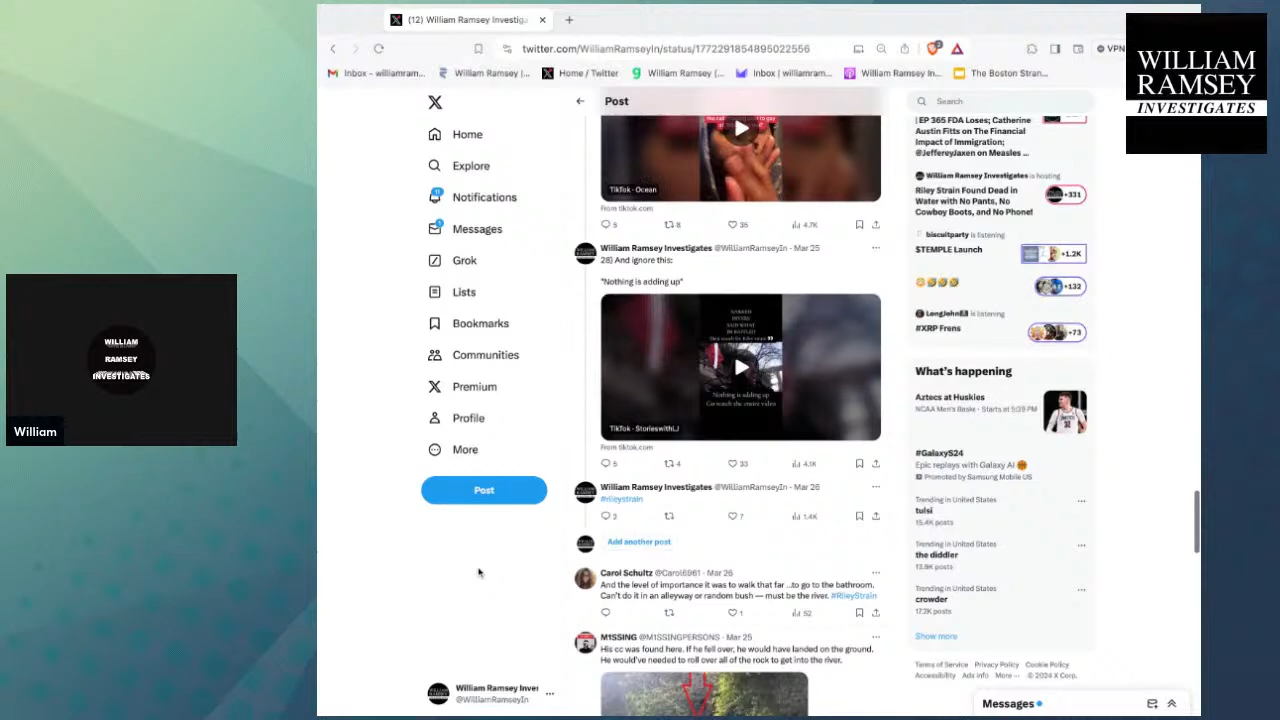 (12) William Ramsey Investig
twitter.com/WilliamRamseyIn/status/1772291854895022556
VPN
Inbox - williamram...
William Ramsey |...
Home / Twitter
William Ramsey (...
Inbox | williamram...
William Ramsey In...
The Boston Stran...
WILLIAM
RAMSEY
INVESTIGATES
Home
Explore
11
Notifications
1
Messages
Grok
Lists
Bookmarks
Communities
Premium
Profile
More
Post
William Ramsey Inver
@WilliamRamseyIn
WILLIAM
RAMSEY
INVESTIGATES
William
Post
TikTok · Ocean
From tiktok.com
5
8
35
4.7K
William Ramsey Investigates @WilliamRamseyIn · Mar 25
28) And ignore this:
"Nothing is adding up"
Nothing is adding up
Go watch the entire video
TikTok · StorieswithLJ
From tiktok.com
5
4
33
4.1K
William Ramsey Investigates @WilliamRamseyIn · Mar 26
#rileystrain
3
7
1.4K
Add another post
Carol Schultz @Carol6961 · Mar 26
And the level of importance it was to walk that far ...to go to the bathroom.
Can't do it in an alleyway or random bush — must be the river. #RileyStrain
1
52
M1SSING @M1SSINGPERSONS · Mar 25
His cc was found here. If he fell over, he would have landed on the ground.
He would've needed to roll over all of the rock to get into the river.
Search
| EP 365 FDA Loses; Catherine
Austin Fitts on The Financial
Impact of Immigration;
@JeffereyJaxen on Measles ...
William Ramsey Investigates is hosting
Riley Strain Found Dead in
Water with No Pants, No
Cowboy Boots, and No Phone!
+331
biscuitparty is listening
$TEMPLE Launch
+1.2K
+132
LongJohn is listening
#XRP Frens
+73
What's happening
Aztecs at Huskies
NCAA Men's Baske · Starts at 5:39 PM
#GalaxyS24
Epic replays with Galaxy AI
Promoted by Samsung Mobile US
Trending in United States
tulsi
15.4K posts
Trending in United States
the diddler
13.9K posts
Trending in United States
crowder
17.2K posts
Show more
Terms of Service Privacy Policy Cookie Policy
Accessibility Ads info More ··· © 2024 X Corp.
Messages